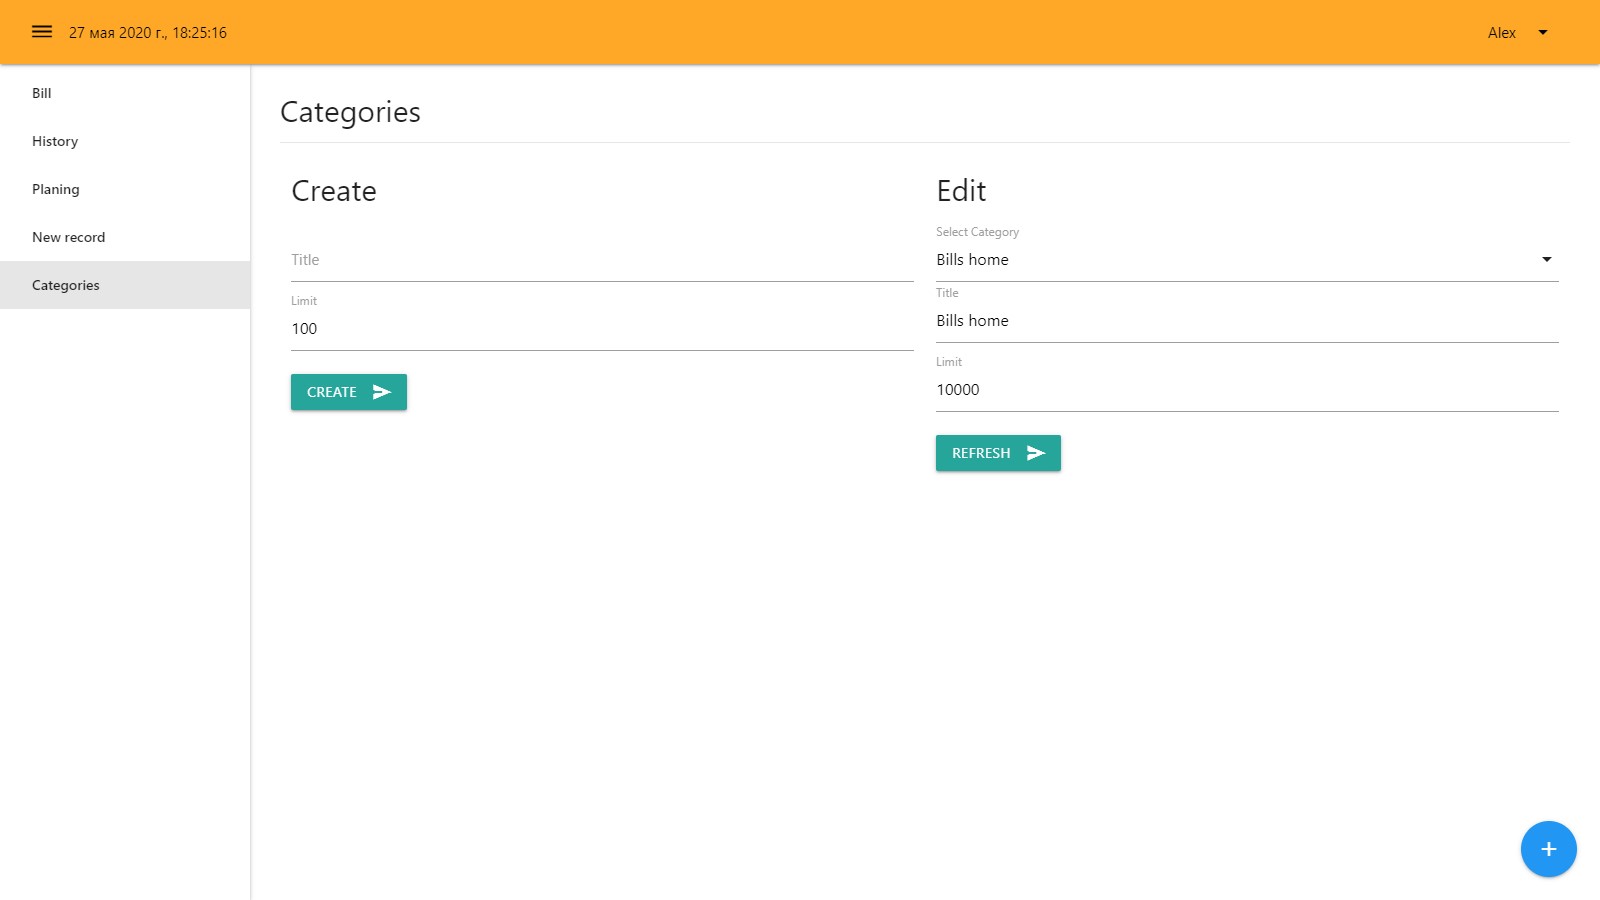 27 мая 2020 г., 18:25:16
Alex
Bill
History
Planing
New record
Categories
Categories
Create
Title
Limit
100
CREATE
Edit
Select Category
Bills home
Title
Bills home
Limit
10000
REFRESH
+